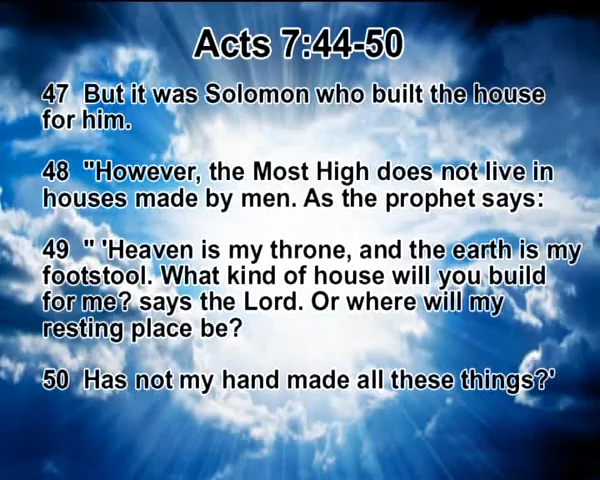 Acts 7:44-50
47 But it was Solomon who built the house
for him.
48 "However, the Most High does not live in
houses made by men. As the prophet says:
49 " 'Heaven is my throne, and the earth is my
footstool. What kind of house will you build
for me? says the Lord. Or where will my
resting place be?
50 Has not my hand made all these things?'